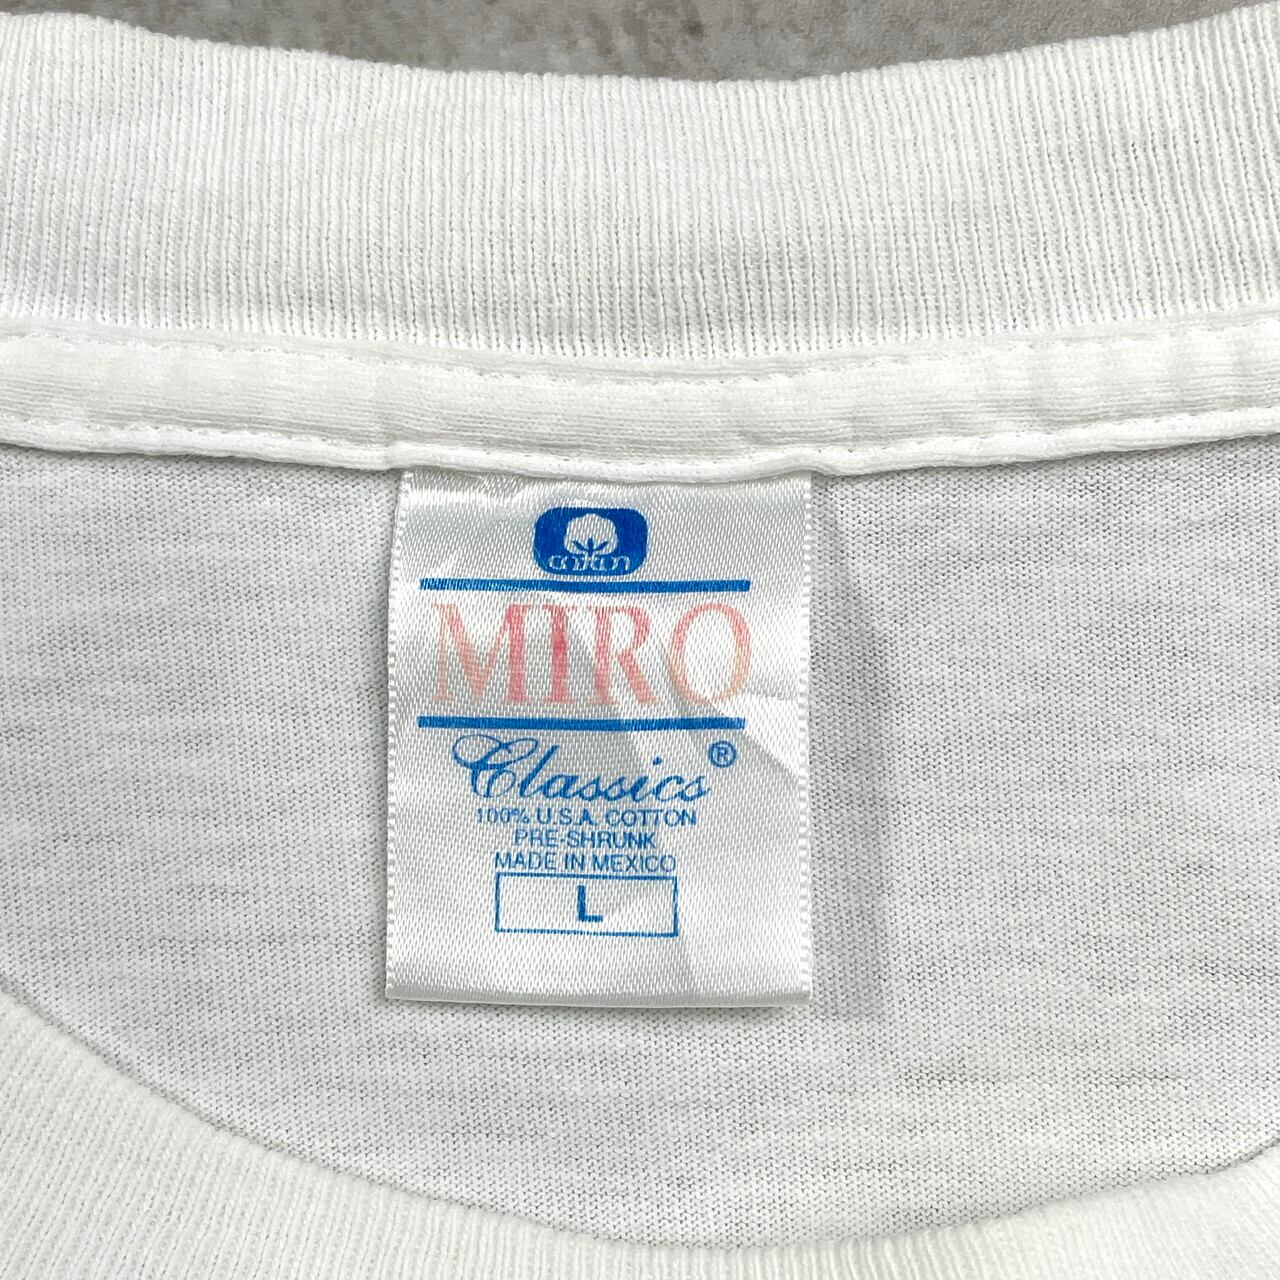 cotton
MIRO
Classics®
100% U.S.A. COTTON
PRE-SHRUNK
MADE IN MEXICO
L